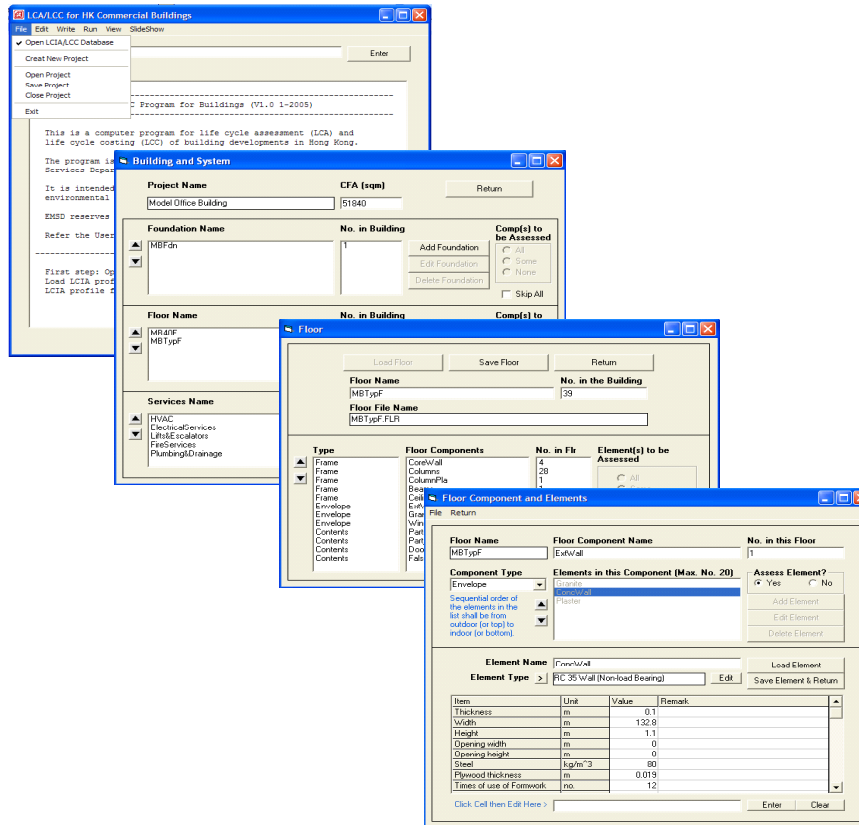 LCA/LCC for HK Commercial Buildings
File Edit Write Run View SlideShow
Open LCIA/LCC Database
Creat New Project
Open Project
Save Project
Close Project
Exit
Enter
C Program for Buildings (V1.0 1-2005)
This is a computer program for life cycle assessment (LCA) and
life cycle costing (LCC) of building developments in Hong Kong.
The program is
Services Depar
It is intended
environmental
EMSD reserves
Refer the User
First step: Op
Load LCIA prof
LCIA profile f
Building and System
Project Name CFA (sqm) Return
Model Office Building 51840
Foundation Name No. in Building Comp(s) to
be Assessed
MBFdn 1 Add Foundation All
Edit Foundation Some
Delete Foundation None
Skip All
Floor Name No. in Building Comp(s) to
MB40F
MBTypF
Services Name
HVAC
ElectricalServices
Lifts&Escalators
FireServices
Plumbing&Drainage
Floor
Load Floor Save Floor Return
Floor Name No. in the Building
MBTypF 39
Floor File Name
MBTypF.FLR
Type Floor Components No. in Flr Element(s) to be
Assessed
Frame CoreWall 4
Frame Columns 28 All
Frame ColumnPla 1
Frame
Frame
Envelope
Envelope
Envelope
Contents
Contents
Contents
Contents
Floor Component and Elements
File Return
Floor Name Floor Component Name No. in this Floor
MBTypF ExtWall 1
Component Type Elements in this Component (Max. No. 20) Assess Element?
Envelope Granite Yes No
ConcWall
Plaster
Sequential order of
the elements in the
list shall be from
outdoor (or top) to
indoor (or bottom).
Add Element
Edit Element
Delete Element
Element Name ConcWall Load Element
Element Type > RC 35 Wall (Non-load Bearing) Edit Save Element & Return
Item Unit Value Remark
Thickness m 0.1
Width m 132.8
Height m 1.1
Opening width m 0
Opening height m 0
Steel kg/m^3 80
Plywood thickness m 0.019
Times of use of Formwork no. 12
Click Cell then Edit Here > Enter Clear